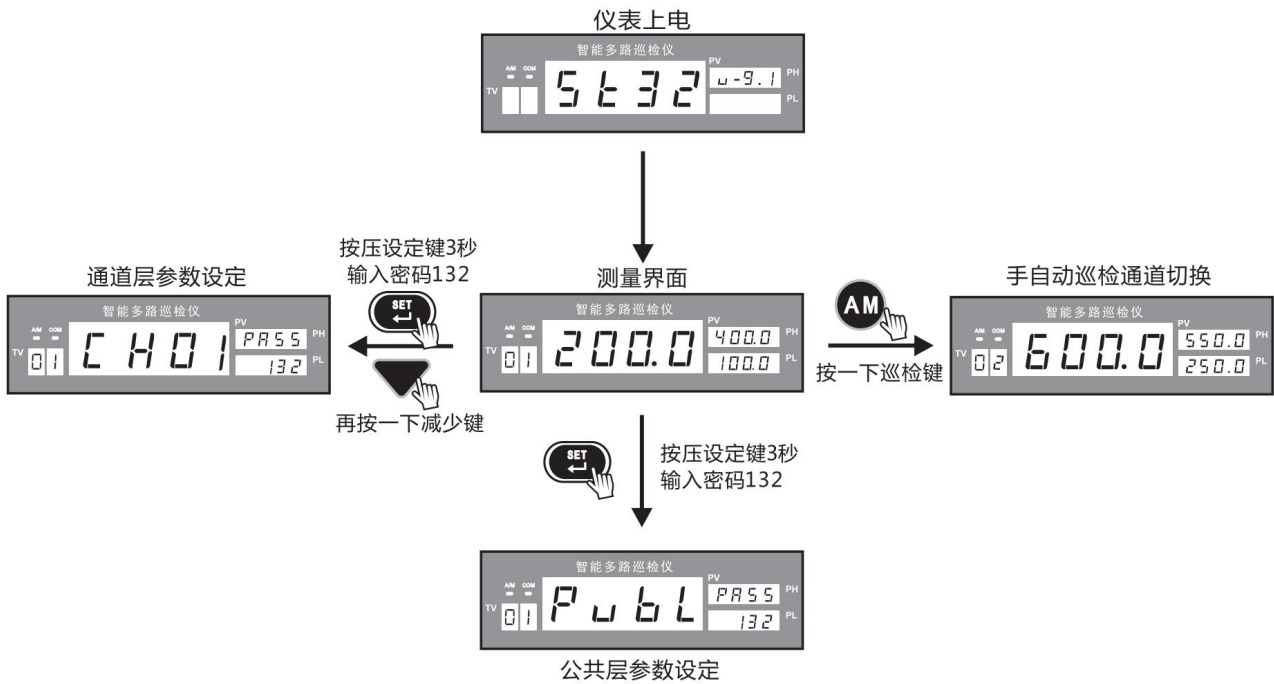 仪表上电
智能多路巡检仪
A/M COM
PV
TV
St32
u-9.1 PH
PL
按压设定键3秒
输入密码132
SET
再按一下减少键
通道层参数设定
智能多路巡检仪
A/M COM
PV
TV 01
CH01
PASS PH
132 PL
测量界面
智能多路巡检仪
A/M COM
PV
TV 01
200.0
400.0 PH
100.0 PL
AM
按一下巡检键
手自动巡检通道切换
智能多路巡检仪
A/M COM
PV
TV 02
600.0
550.0 PH
250.0 PL
SET
按压设定键3秒
输入密码132
智能多路巡检仪
A/M COM
PV
TV 01
PubL
PASS PH
132 PL
公共层参数设定